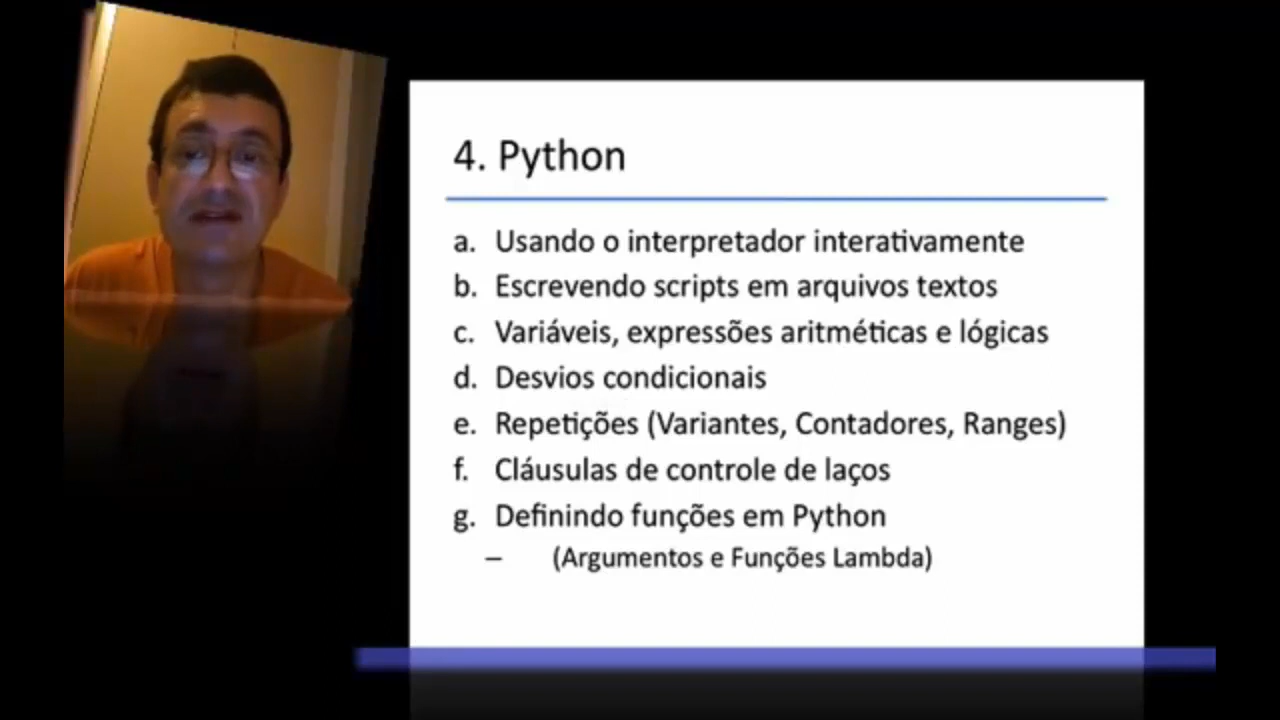 4. Python
a. Usando o interpretador interativamente
b. Escrevendo scripts em arquivos textos
c. Variáveis, expressões aritméticas e lógicas
d. Desvios condicionais
e. Repetições (Variantes, Contadores, Ranges)
f. Cláusulas de controle de laços
g. Definindo funções em Python
– (Argumentos e Funções Lambda)